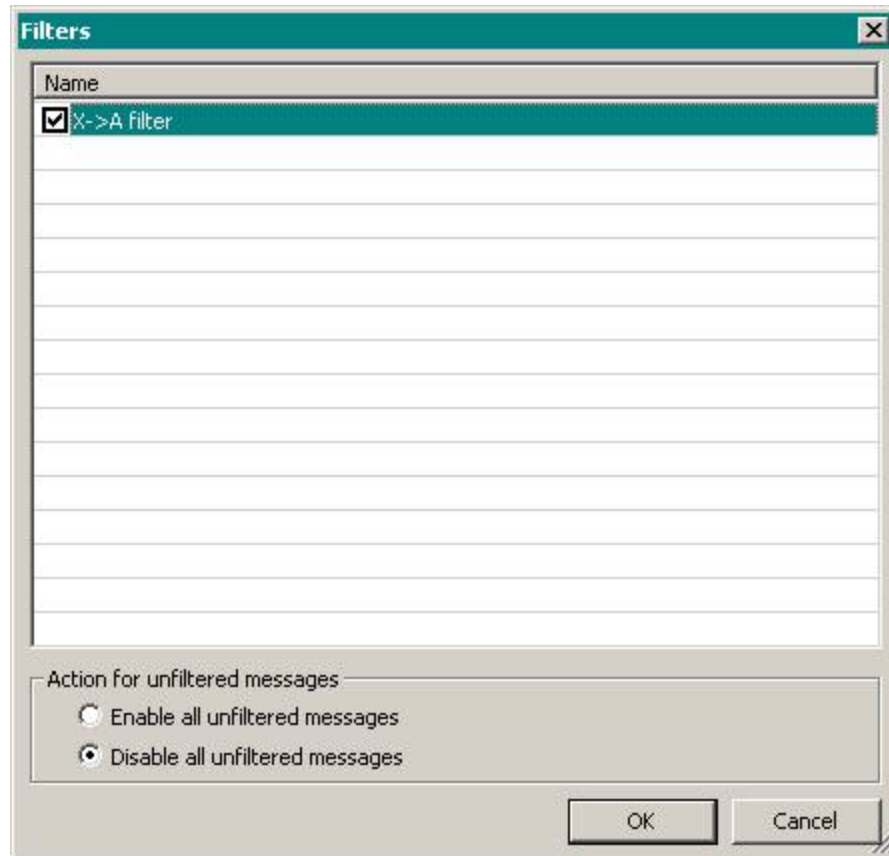 Filters
Name
X->A filter
Action for unfiltered messages
Enable all unfiltered messages
Disable all unfiltered messages
OK Cancel